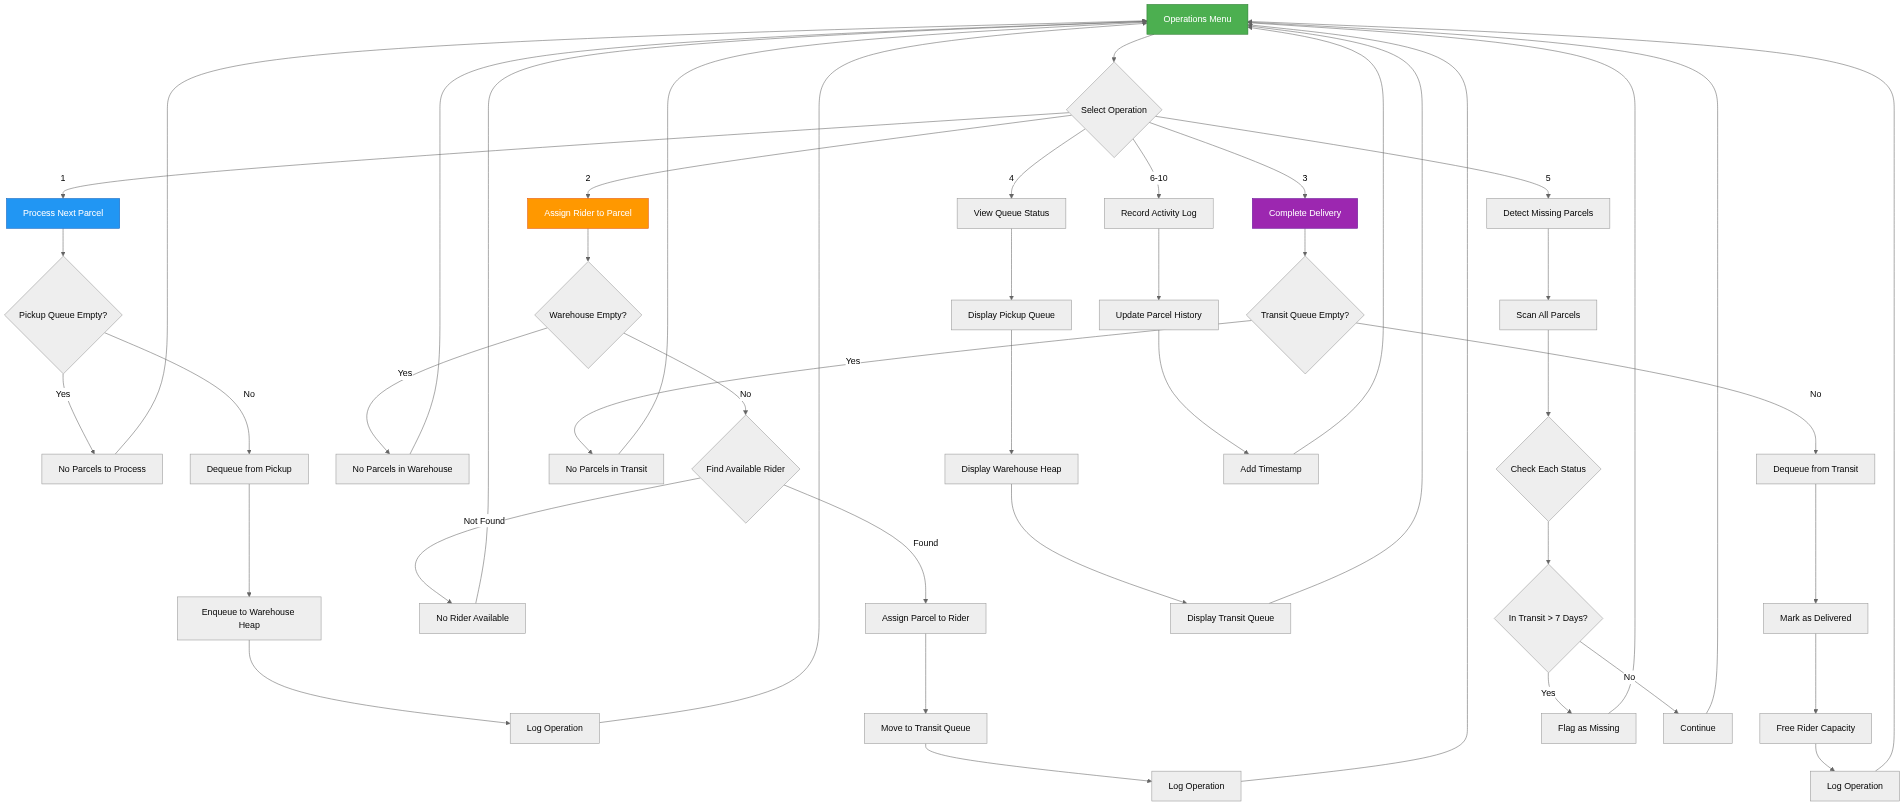 Operations Menu
Select Operation
1
2
4
6-10
3
5
Process Next Parcel
Assign Rider to Parcel
View Queue Status
Record Activity Log
Complete Delivery
Detect Missing Parcels
Pickup Queue Empty?
Warehouse Empty?
Display Pickup Queue
Update Parcel History
Transit Queue Empty?
Scan All Parcels
Yes
Yes
Yes
No
No
No
No Parcels to Process
Dequeue from Pickup
No Parcels in Warehouse
No Parcels in Transit
Find Available Rider
Display Warehouse Heap
Add Timestamp
Check Each Status
Dequeue from Transit
Not Found
Found
Enqueue to Warehouse
Heap
No Rider Available
Assign Parcel to Rider
Display Transit Queue
In Transit > 7 Days?
Mark as Delivered
No
Yes
Log Operation
Move to Transit Queue
Flag as Missing
Continue
Free Rider Capacity
Log Operation
Log Operation